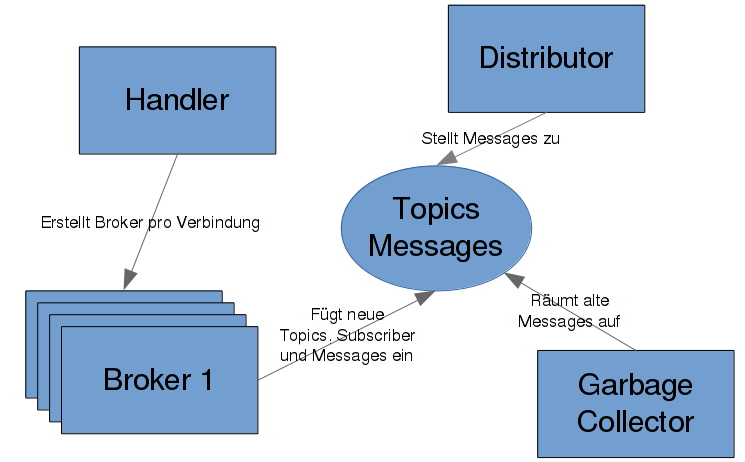 Distributor
Handler
Stellt Messages zu
Topics
Messages
Erstellt Broker pro Verbindung
Fügt neue
Topics. Subscriber
und Messages ein
Räumt alte
Messages auf
Broker 1
Garbage
Collector